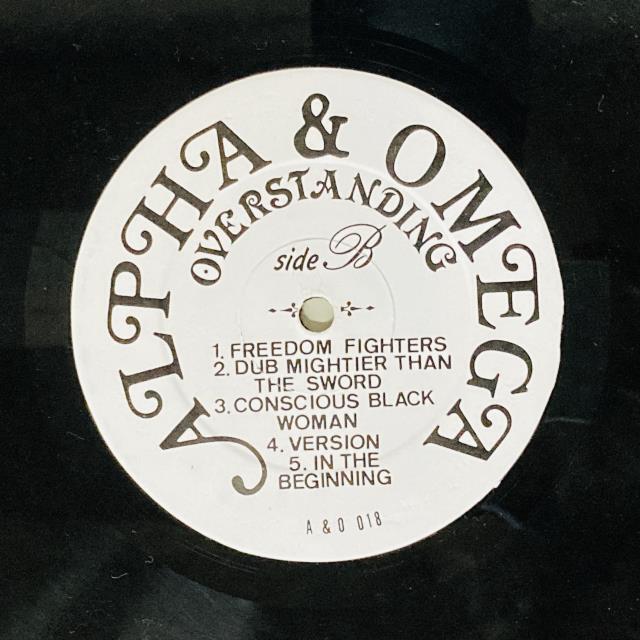 ALPHA & OMEGA
OVERSTANDING
side B
1. FREEDOM FIGHTERS
2. DUB MIGHTIER THAN
THE SWORD
3. CONSCIOUS BLACK
WOMAN
4. VERSION
5. IN THE
BEGINNING
A & O 018